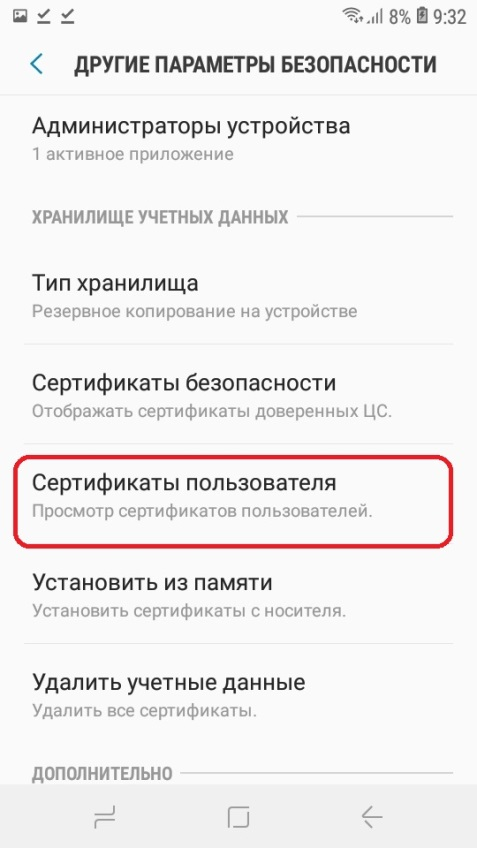 8% 9:32
ДРУГИЕ ПАРАМЕТРЫ БЕЗОПАСНОСТИ
Администраторы устройства
1 активное приложение
ХРАНИЛИЩЕ УЧЕТНЫХ ДАННЫХ
Тип хранилища
Резервное копирование на устройстве
Сертификаты безопасности
Отображать сертификаты доверенных ЦС.
Сертификаты пользователя
Просмотр сертификатов пользователей.
Установить из памяти
Установить сертификаты с носителя.
Удалить учетные данные
Удалить все сертификаты.
ДОПОЛНИТЕЛЬНО